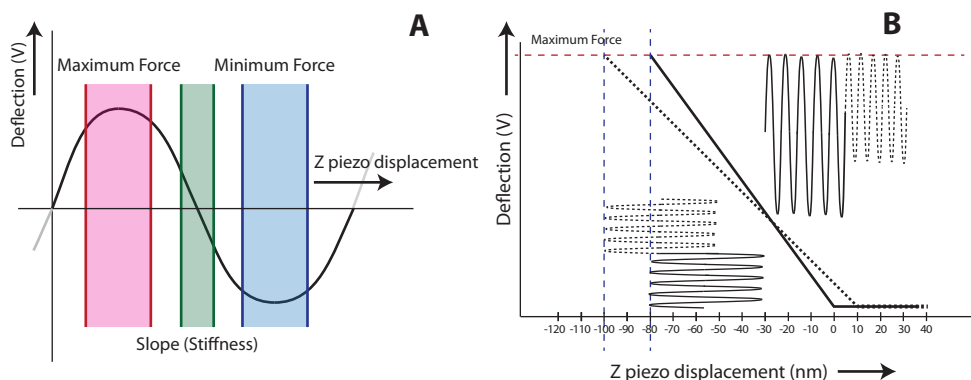 A
Deflection (V)
Maximum Force
Minimum Force
Z piezo displacement
Slope (Stiffness)
B
Maximum Force
Deflection (V)
-120 -110 -100 -90 -80 -70 -60 -50 -40 -30 -20 -10 0 10 20 30 40
Z piezo displacement (nm)